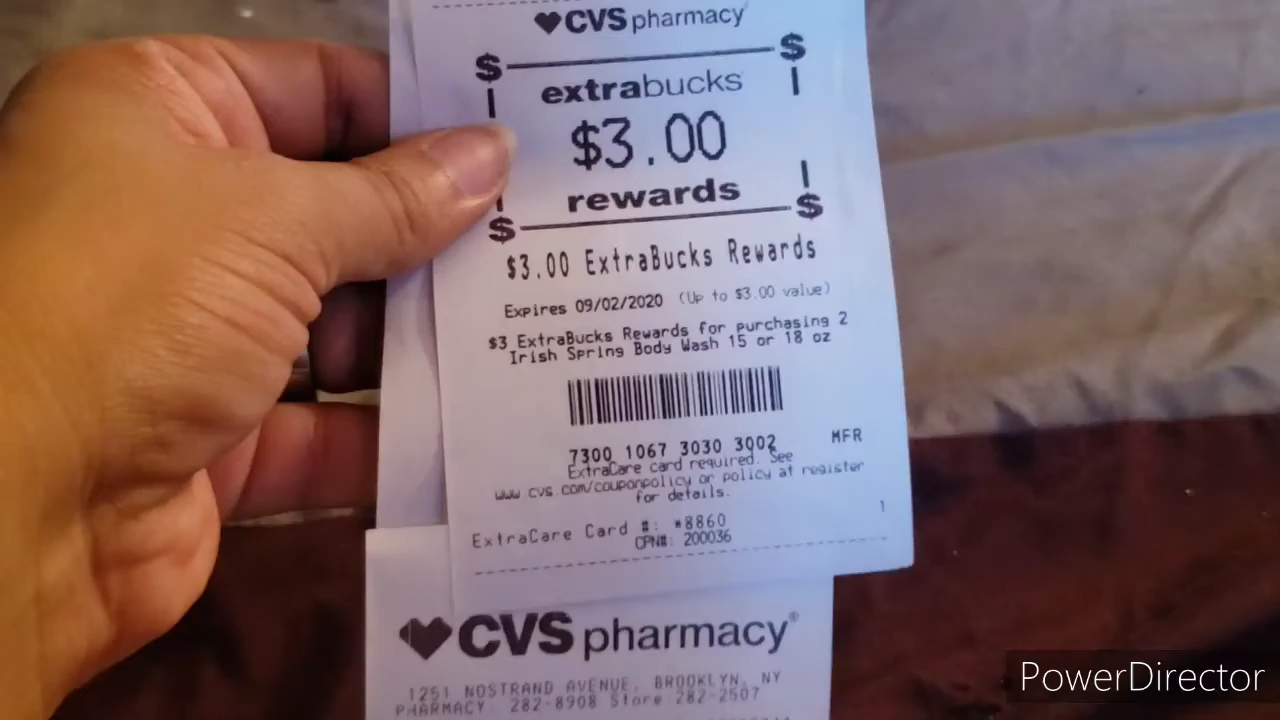 CVS pharmacy
$ $
extrabucks
$3.00
rewards
$ $
$3.00 ExtraBucks Rewards
Expires 09/02/2020 (Up to $3.00 value)
$3 ExtraBucks Rewards for purchasing 2
Irish Spring Body Wash 15 or 18 oz
7300 1067 3030 3002 MFR
ExtraCare card required. See
www.cvs.com/couponpolicy or policy at register
for details.
1
ExtraCare Card #: *8860
CPN#: 200036
CVS pharmacy®
1251 NOSTRAND AVENUE, BROOKLYN, NY
PHARMACY: 282-8908 Store 282-2507
PowerDirector